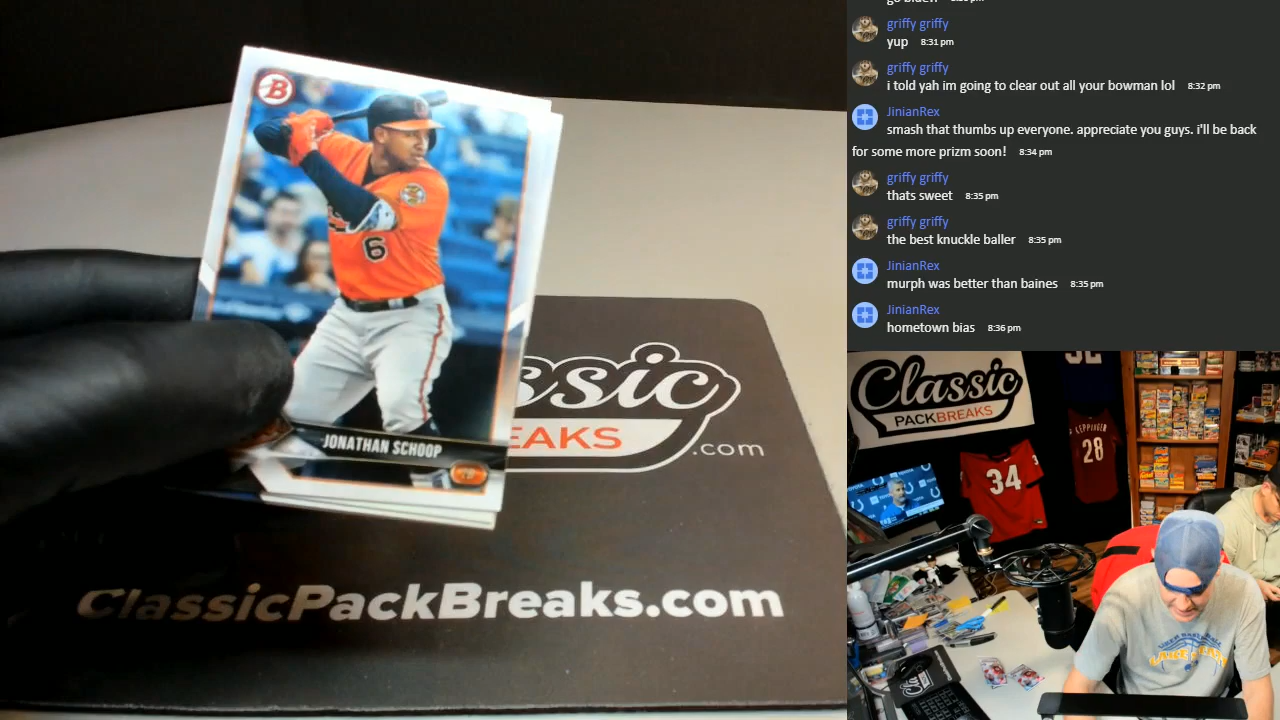 B
6
JONATHAN SCHOOP
ssic
EAKS
.com
ClassicPackBreaks.com
griffy griffy
yup 8:31 pm
griffy griffy
i told yah im going to clear out all your bowman lol 8:32 pm
JinianRex
smash that thumbs up everyone. appreciate you guys. i'll be back
for some more prizm soon! 8:34 pm
griffy griffy
thats sweet 8:35 pm
griffy griffy
the best knuckle baller 8:35 pm
JinianRex
murph was better than baines 8:35 pm
JinianRex
hometown bias 8:36 pm
Classic
PACKBREAKS
LEPPINGER
28
34
Classic